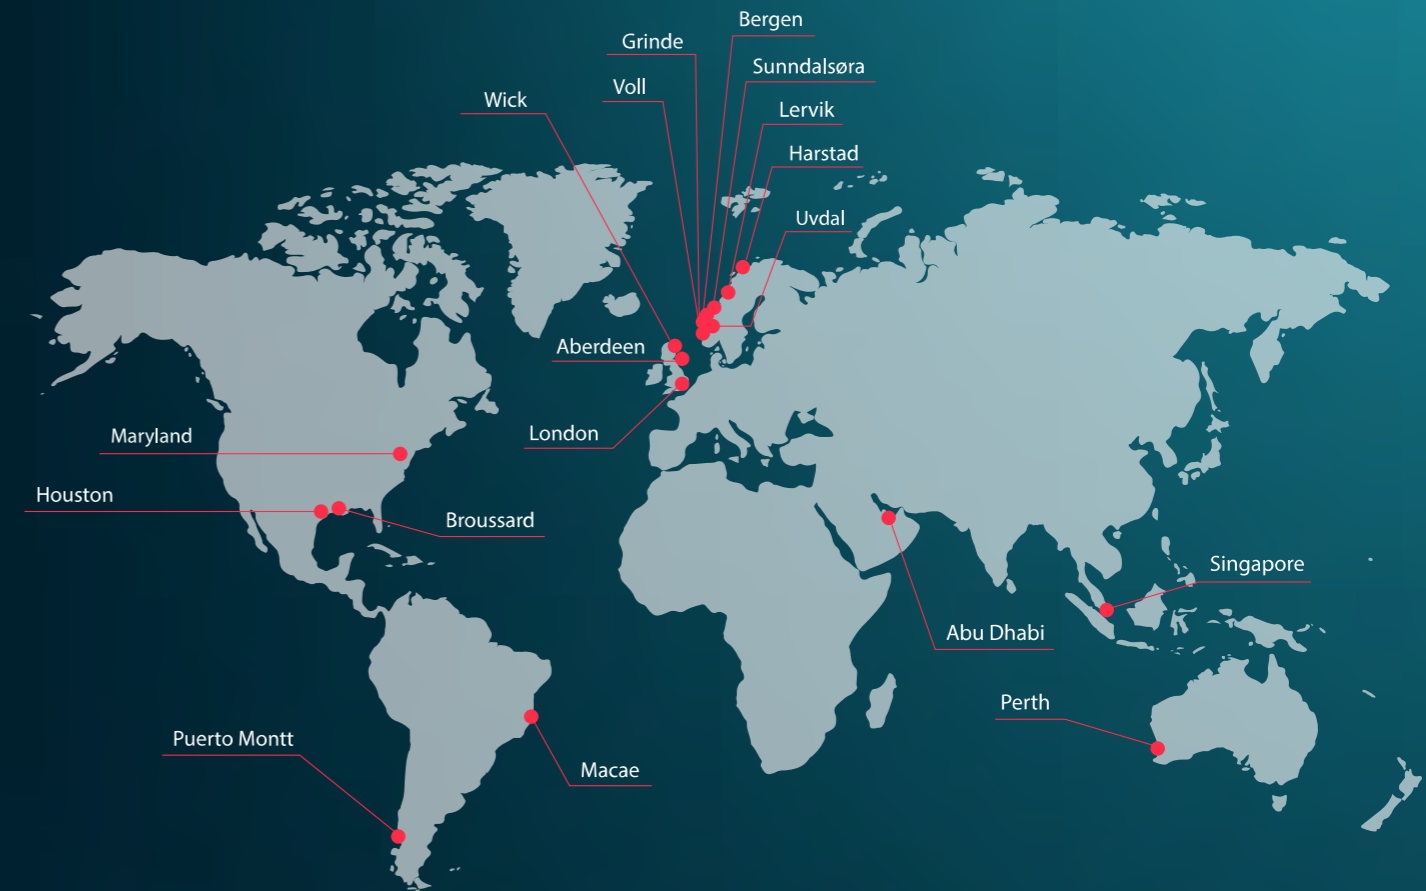 Bergen
Grinde
Sunndalsøra
Voll
Wick
Lervik
Harstad
Uvdal
Aberdeen
London
Maryland
Houston
Broussard
Singapore
Abu Dhabi
Perth
Puerto Montt
Macae